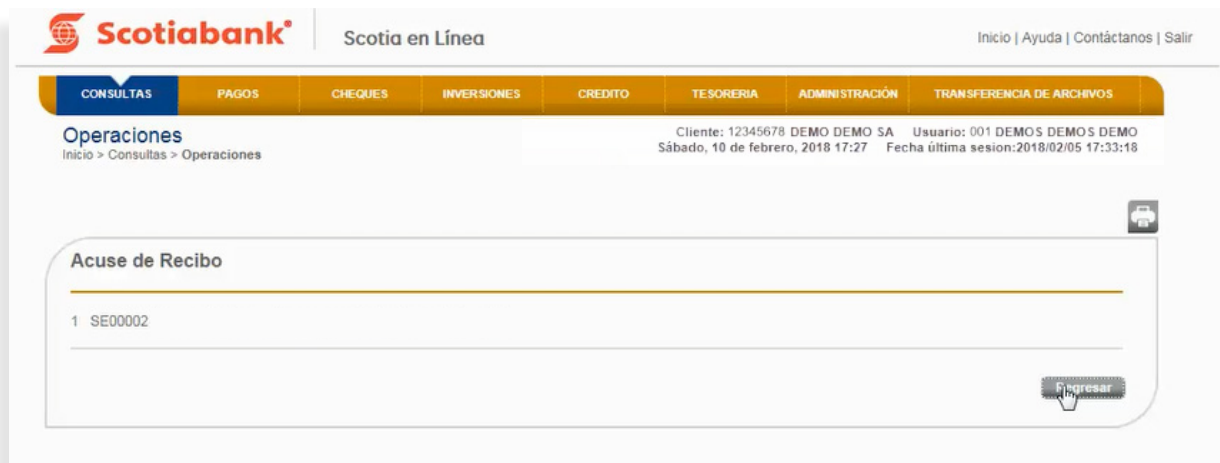 Scotiabank® Scotia en Línea Inicio | Ayuda | Contáctanos | Salir
CONSULTAS PAGOS CHEQUES INVERSIONES CREDITO TESORERIA ADMINISTRACIÓN TRANSFERENCIA DE ARCHIVOS
Operaciones Cliente: 12345678 DEMO DEMO SA Usuario: 001 DEMOS DEMOS DEMO
Inicio > Consultas > Operaciones Sábado, 10 de febrero, 2018 17:27 Fecha última sesion:2018/02/05 17:33:18
Acuse de Recibo
1 SE00002
Regresar